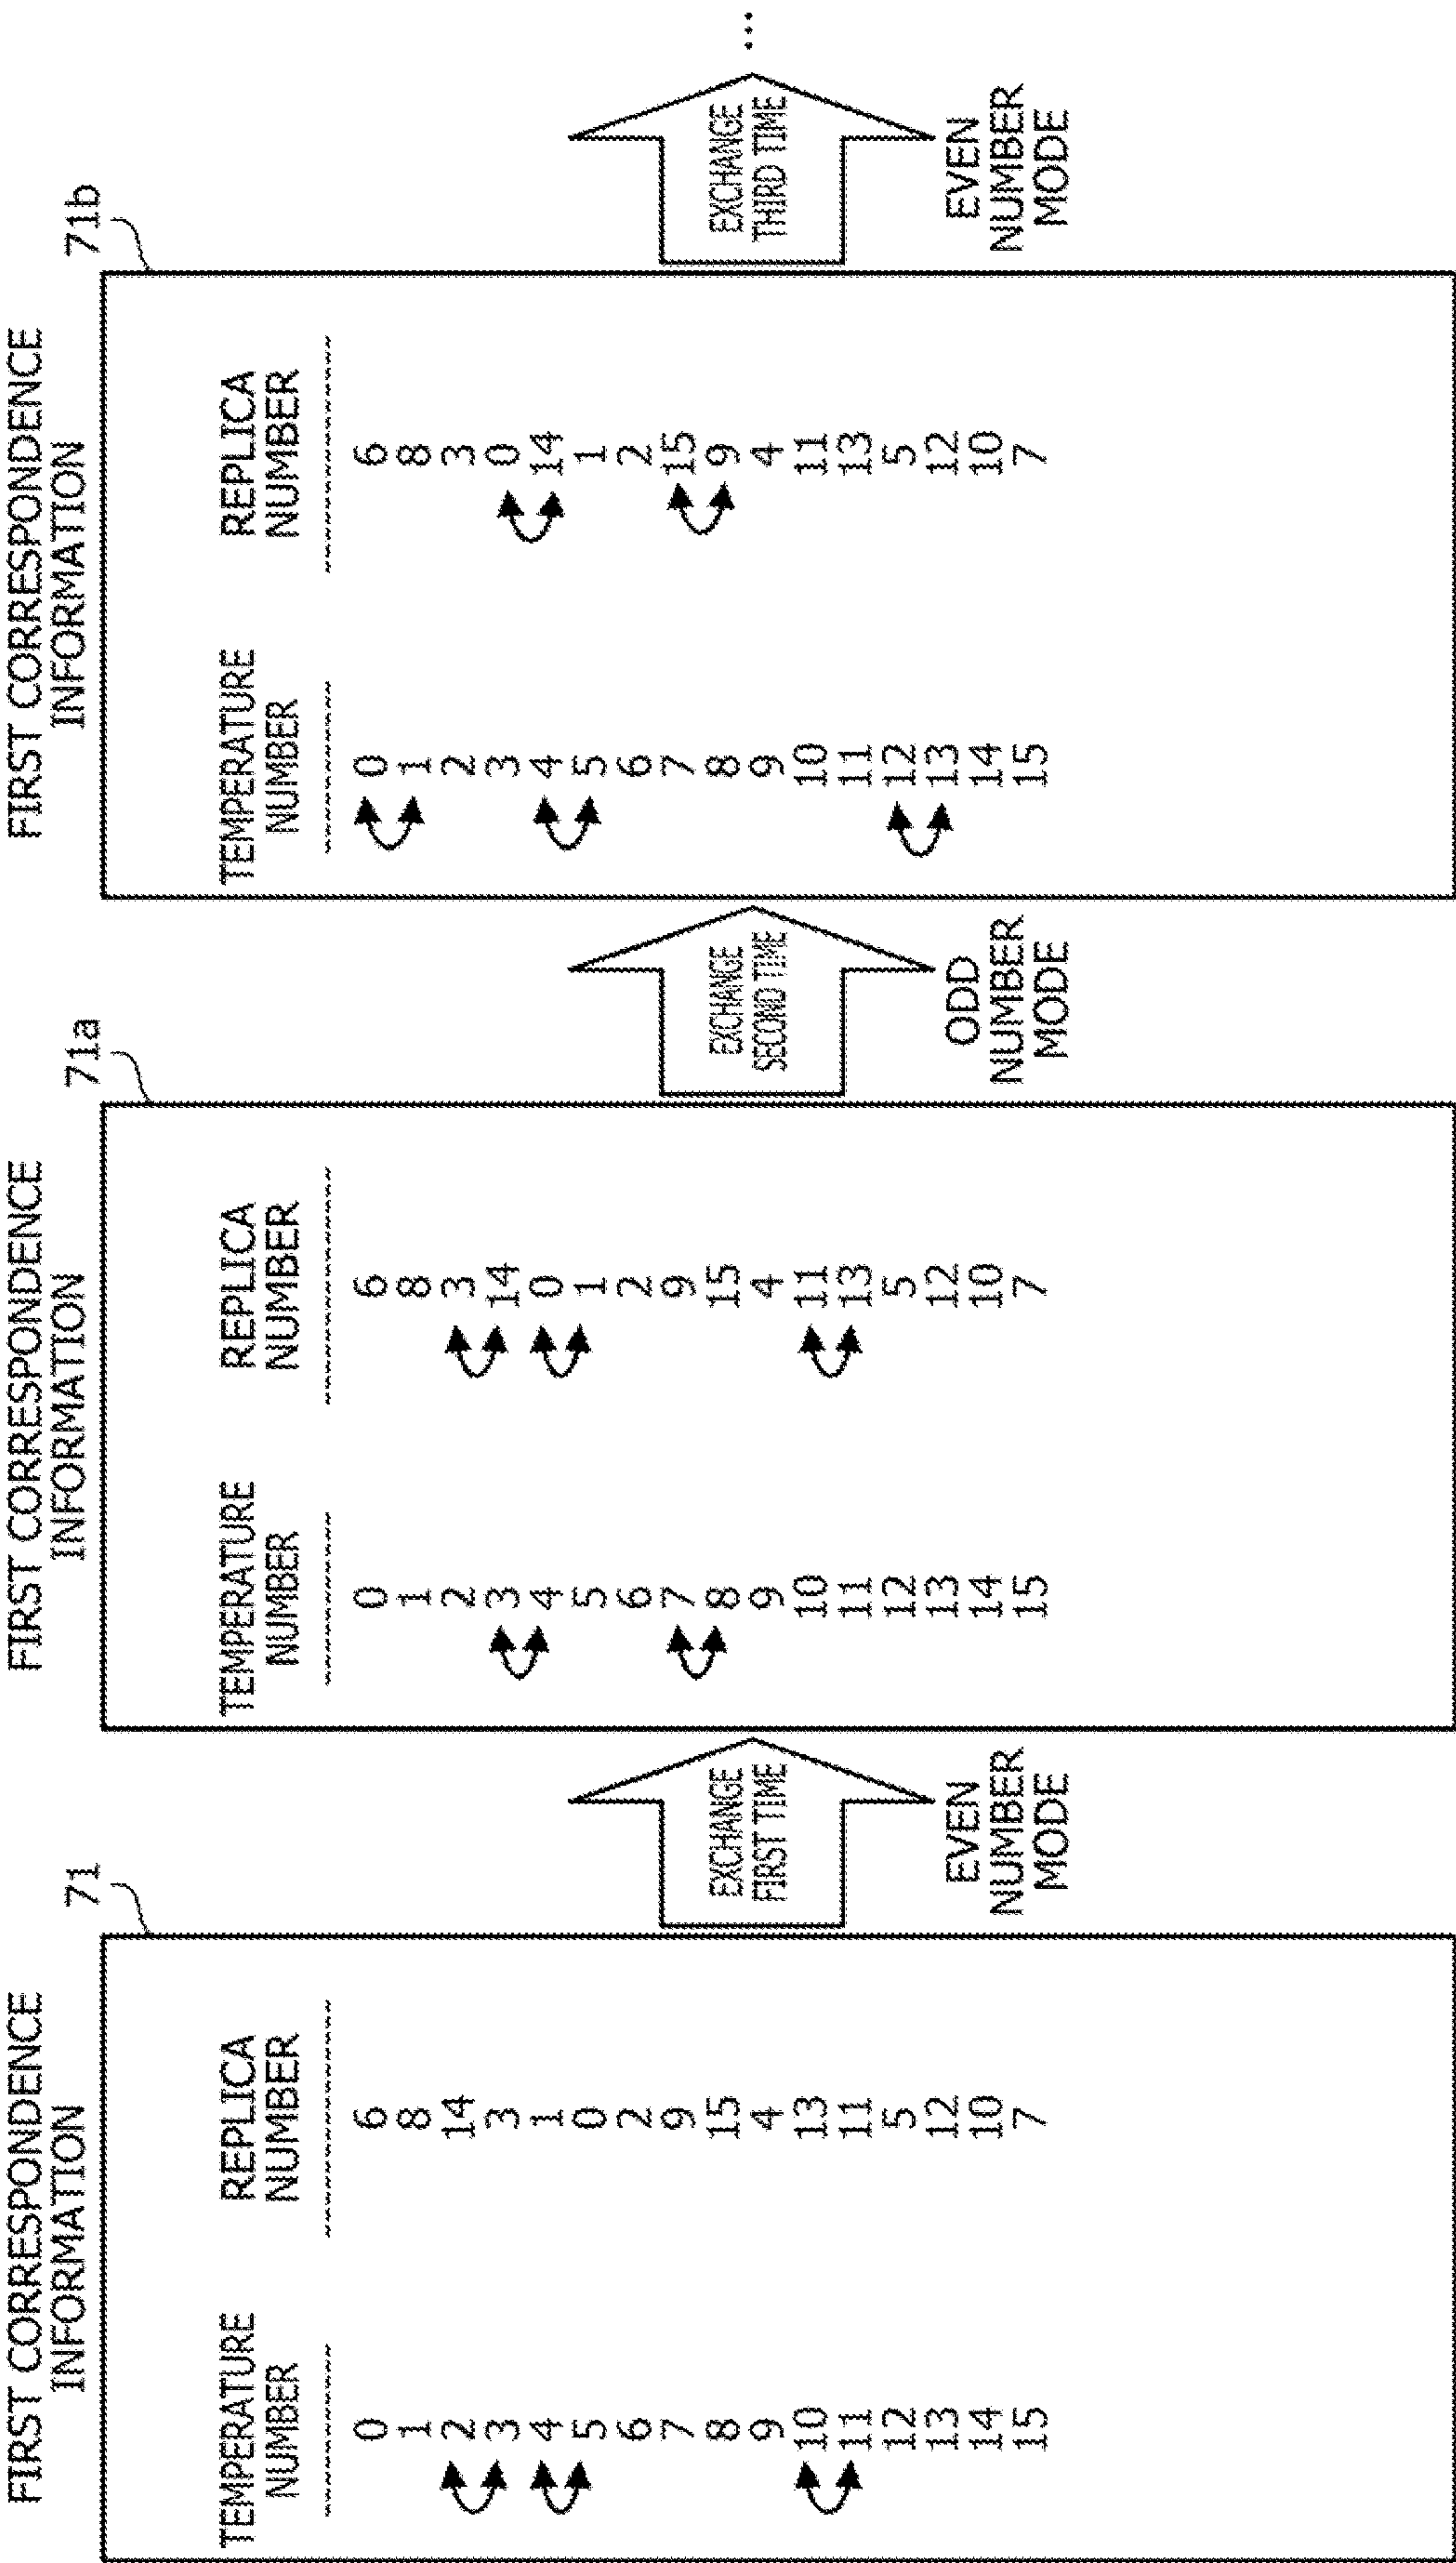 FIRST CORRESPONDENCE
INFORMATION
71
TEMPERATURE
NUMBER
REPLICA
NUMBER
0 6
1 8
2 14
3 3
4 1
5 0
6 2
7 9
8 15
9 4
10 13
11 11
12 5
13 12
14 10
15 7
EXCHANGE
FIRST TIME
EVEN
NUMBER
MODE
FIRST CORRESPONDENCE
INFORMATION
71a
TEMPERATURE
NUMBER
REPLICA
NUMBER
0 6
1 8
2 3
3 14
4 0
5 1
6 2
7 9
8 15
9 4
10 11
11 13
12 5
13 12
14 10
15 7
EXCHANGE
SECOND TIME
ODD
NUMBER
MODE
FIRST CORRESPONDENCE
INFORMATION
71b
TEMPERATURE
NUMBER
REPLICA
NUMBER
0 6
1 8
2 3
3 0
4 14
5 1
6 2
7 15
8 9
9 4
10 11
11 13
12 5
13 12
14 10
15 7
EXCHANGE
THIRD TIME
EVEN
NUMBER
MODE
...